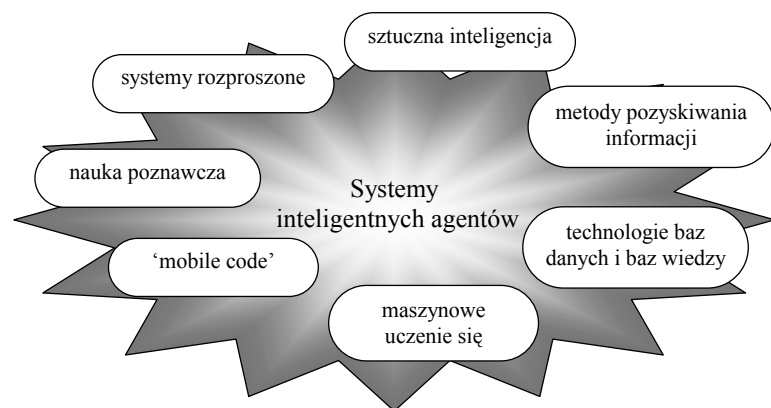 sztuczna inteligencja
systemy rozproszone
metody pozyskiwania
informacji
nauka poznawcza
Systemy
inteligentnych agentów
technologie baz
danych i baz wiedzy
‘mobile code’
maszynowe
uczenie się